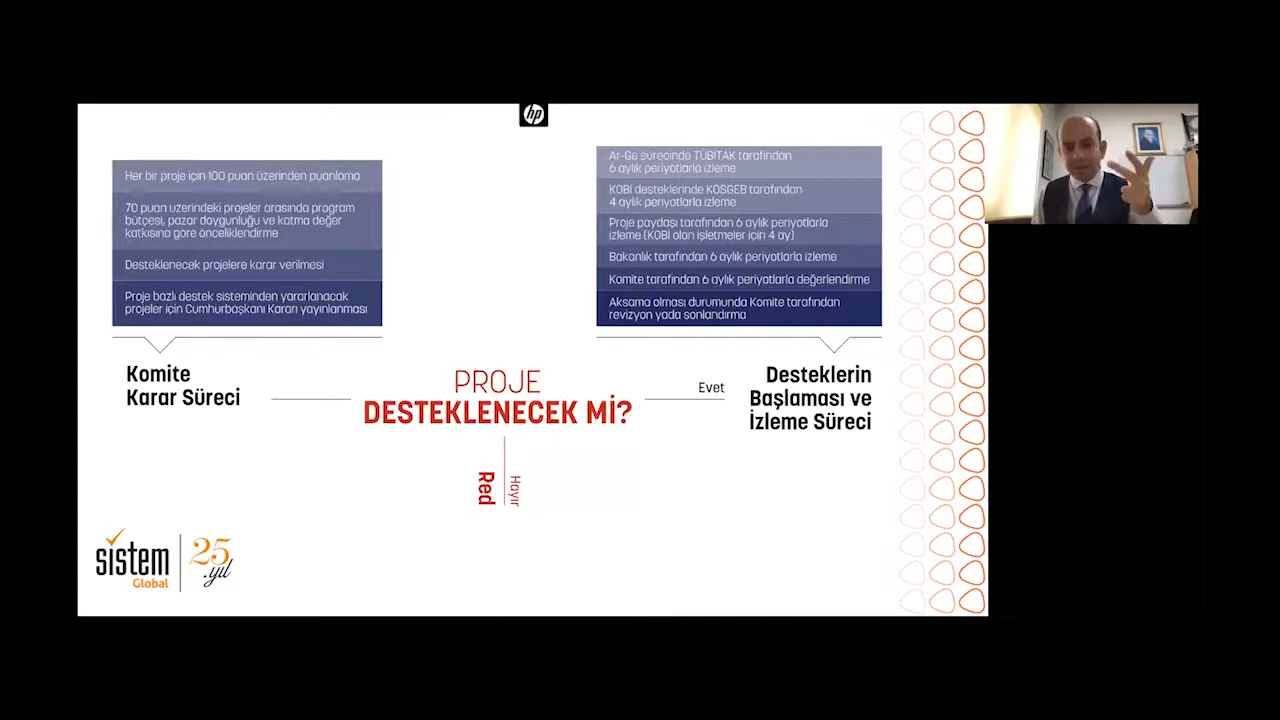 hp
Her bir proje için 100 puan üzerinden puanlama
70 puan üzerindeki projeler arasında program
bütçesi, pazar doygunluğu ve katma değer
katkısına göre önceliklendirme
Desteklenecek projelere karar verilmesi
Proje bazlı destek sisteminden yararlanacak
projeler için Cumhurbaşkanı Kararı yayınlanması
Komite
Karar Süreci
PROJE
DESTEKLENECEK Mİ?
Red
Hayır
Evet
Ar-Ge sürecinde TÜBİTAK tarafından
6 aylık periyotlarla izleme
KOBİ desteklerinde KOSGEB tarafından
4 aylık periyotlarla izleme
Proje paydaşı tarafından 6 aylık periyotlarla
izleme (KOBİ olan işletmeler için 4 ay)
Bakanlık tarafından 6 aylık periyotlarla izleme
Komite tarafından 6 aylık periyotlarla değerlendirme
Aksama olması durumunda Komite tarafından
revizyon yada sonlandırma
Desteklerin
Başlaması ve
İzleme Süreci
sistem
Global
25
.yıl